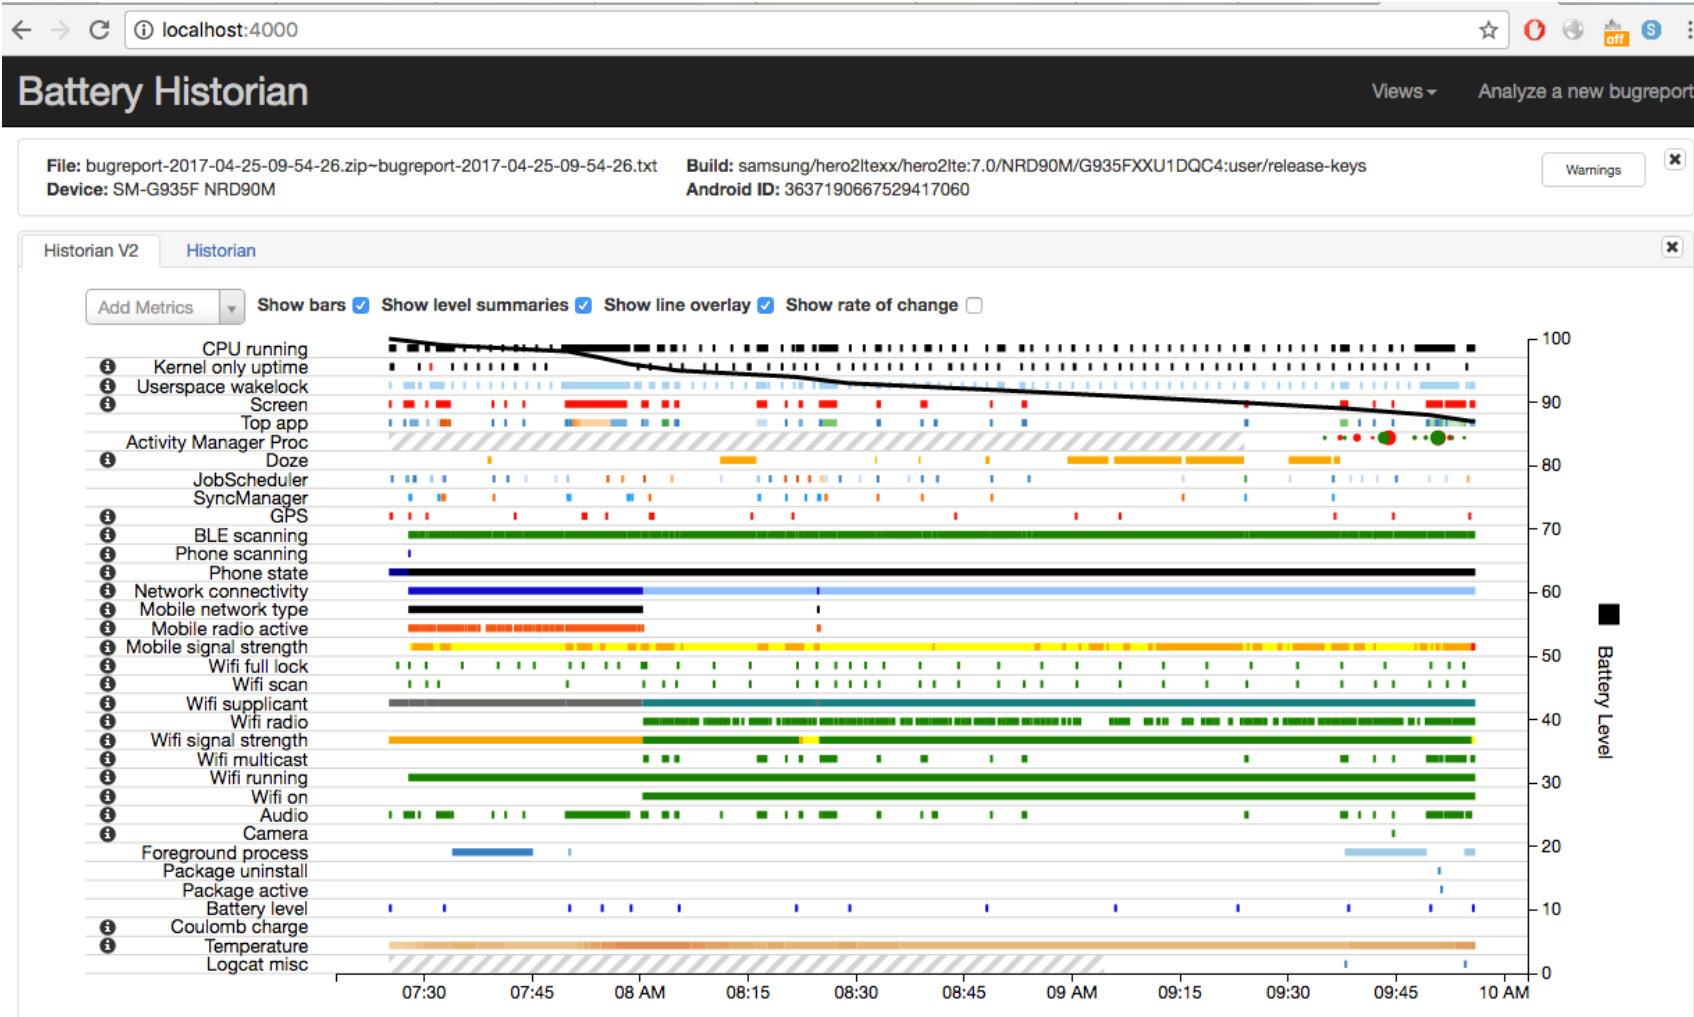 localhost:4000
off
S
Battery Historian
Views
Analyze a new bugreport
File: bugreport-2017-04-25-09-54-26.zip~bugreport-2017-04-25-09-54-26.txt
Build: samsung/hero2ltexx/hero2lte:7.0/NRD90M/G935FXXU1DQC4:user/release-keys
Warnings
Device: SM-G935F NRD90M
Android ID: 3637190667529417060
Historian V2
Historian
Add Metrics
Show bars
Show level summaries
Show line overlay
Show rate of change
CPU running
Kernel only uptime
Userspace wakelock
Screen
Top app
Activity Manager Proc
Doze
JobScheduler
SyncManager
GPS
BLE scanning
Phone scanning
Phone state
Network connectivity
Mobile network type
Mobile radio active
Mobile signal strength
Wifi full lock
Wifi scan
Wifi supplicant
Wifi radio
Wifi signal strength
Wifi multicast
Wifi running
Wifi on
Audio
Camera
Foreground process
Package uninstall
Package active
Battery level
Coulomb charge
Temperature
Logcat misc
100
90
80
70
60
50
40
30
20
10
0
Battery Level
07:30
07:45
08 AM
08:15
08:30
08:45
09 AM
09:15
09:30
09:45
10 AM